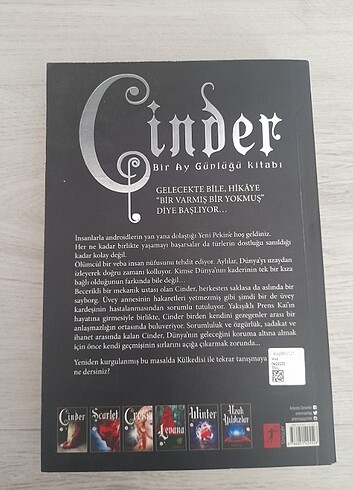 Cinder
Bir Ay Günlüğü kitabı
GELECEKTE BİLE, HİKÂYE
"BİR VARMIŞ BİR YOKMUŞ"
DİYE BAŞLIYOR...
İnsanlarla androidlerin yan yana dolaştığı Yeni Pekin'e hoş geldiniz.
Her ne kadar birlikte yaşamayı başarsalar da türlerin dostluğu sanıldığı
kadar kolay değil.
Ölümcül bir veba insan nüfusunu tehdit ediyor. Aylılar, Dünya'yı uzaydan
izleyerek doğru zamanı kolluyor. Kimse Dünya'nın kaderinin tek bir kıza
bağlı olduğunun farkında bile değil...
Becerikli bir mekanik ustası olan Cinder, herkesten saklasa da aslında bir
sayborg. Üvey annesinin hakaretleri yetmezmiş gibi şimdi bir de üvey
kardeşinin hastalanmasından sorumlu tutuluyor. Yakışıklı Prens Kai'ın
hayatına girmesiyle birlikte, Cinder birden kendini gezegenler arası bir
anlaşmazlığın ortasında buluveriyor. Sorumluluk ve özgürlük, sadakat ve
ihanet arasında kalan Cinder, Dünya'nın geleceğini koruma altına almak
için önce kendi geçmişinin sırlarını açığa çıkarmak zorunda...
Yeniden kurgulanmış bu masalda Külkedisi ile tekrar tanışmaya
ne dersiniz?
Cinder
Scarlet
Cress
Levana
Winter
Uzak
Yıldızlar